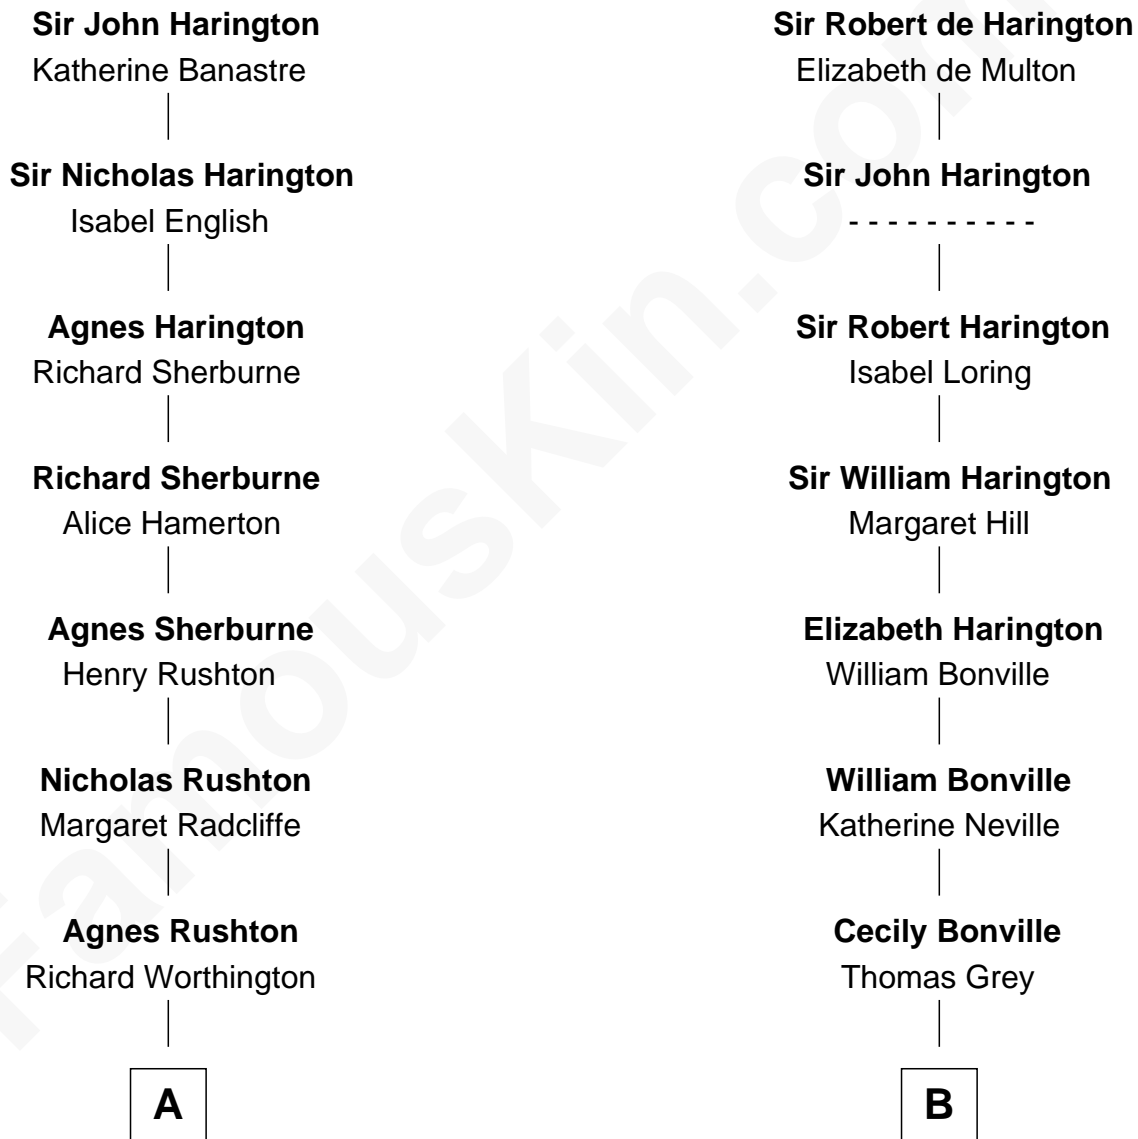 Sir John Harington
Katherine Banastre
Sir Nicholas Harington
Isabel English
Agnes Harington
Richard Sherburne
Richard Sherburne
Alice Hamerton
Agnes Sherburne
Henry Rushton
Nicholas Rushton
Margaret Radcliffe
Agnes Rushton
Richard Worthington
A
Sir Robert de Harington
Elizabeth de Multon
Sir John Harington
- - - - - - - - - -
Sir Robert Harington
Isabel Loring
Sir William Harington
Margaret Hill
Elizabeth Harington
William Bonville
William Bonville
Katherine Neville
Cecily Bonville
Thomas Grey
B
FamousKin.com